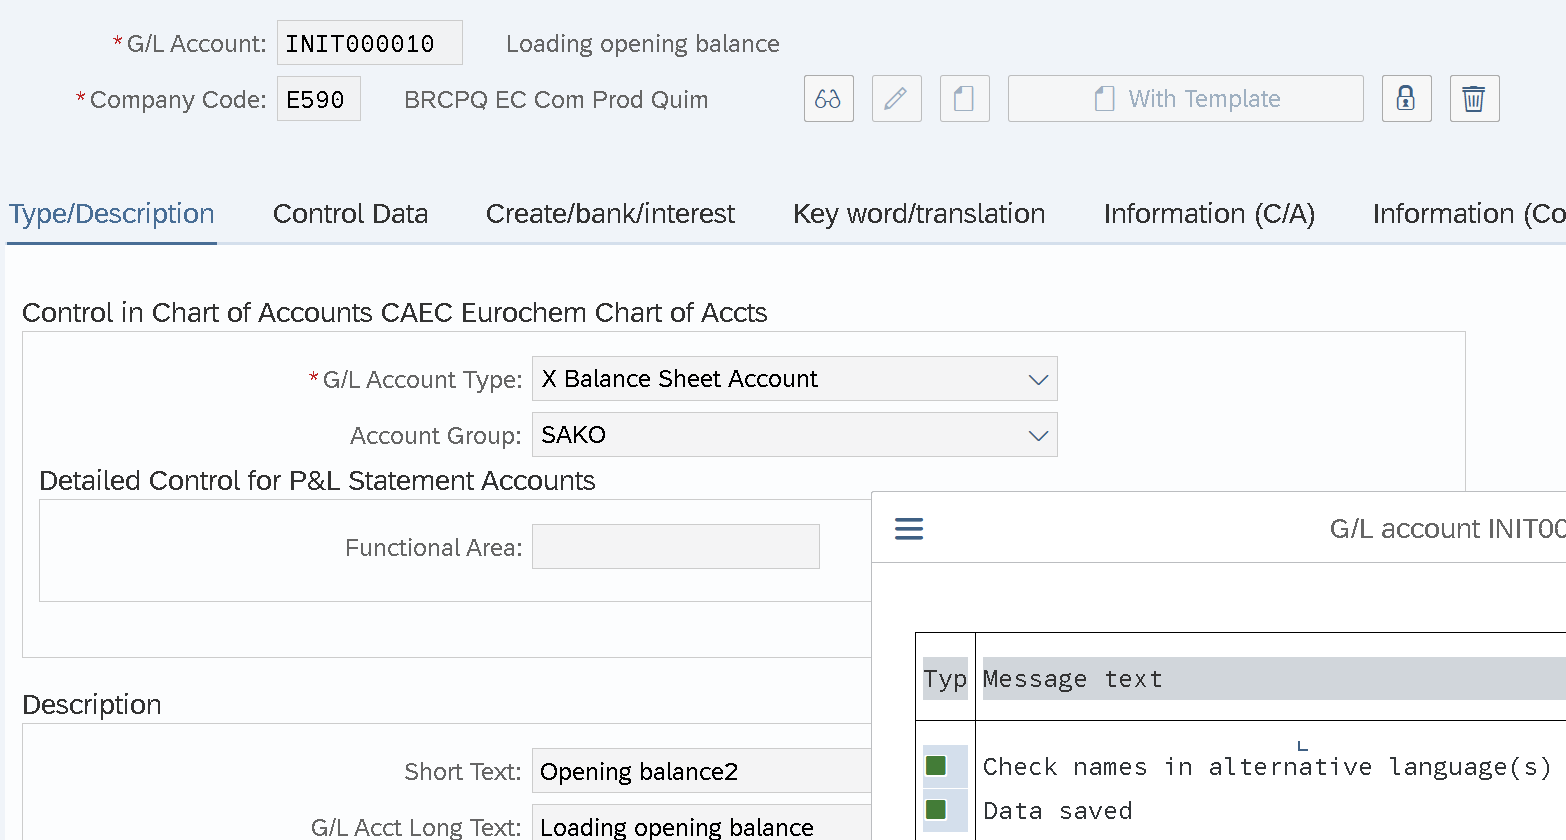 *G/L Account: INIT000010 Loading opening balance
*Company Code: E590 BRCPQ EC Com Prod Quim With Template
Type/Description Control Data Create/bank/interest Key word/translation Information (C/A) Information (Co
Control in Chart of Accounts CAEC Eurochem Chart of Accts
*G/L Account Type: X Balance Sheet Account
Account Group: SAKO
Detailed Control for P&L Statement Accounts
Functional Area:
G/L account INIT00
Typ Message text
Description
Check names in alternative language(s)
Short Text: Opening balance2
Data saved
G/L Acct Long Text: Loading opening balance